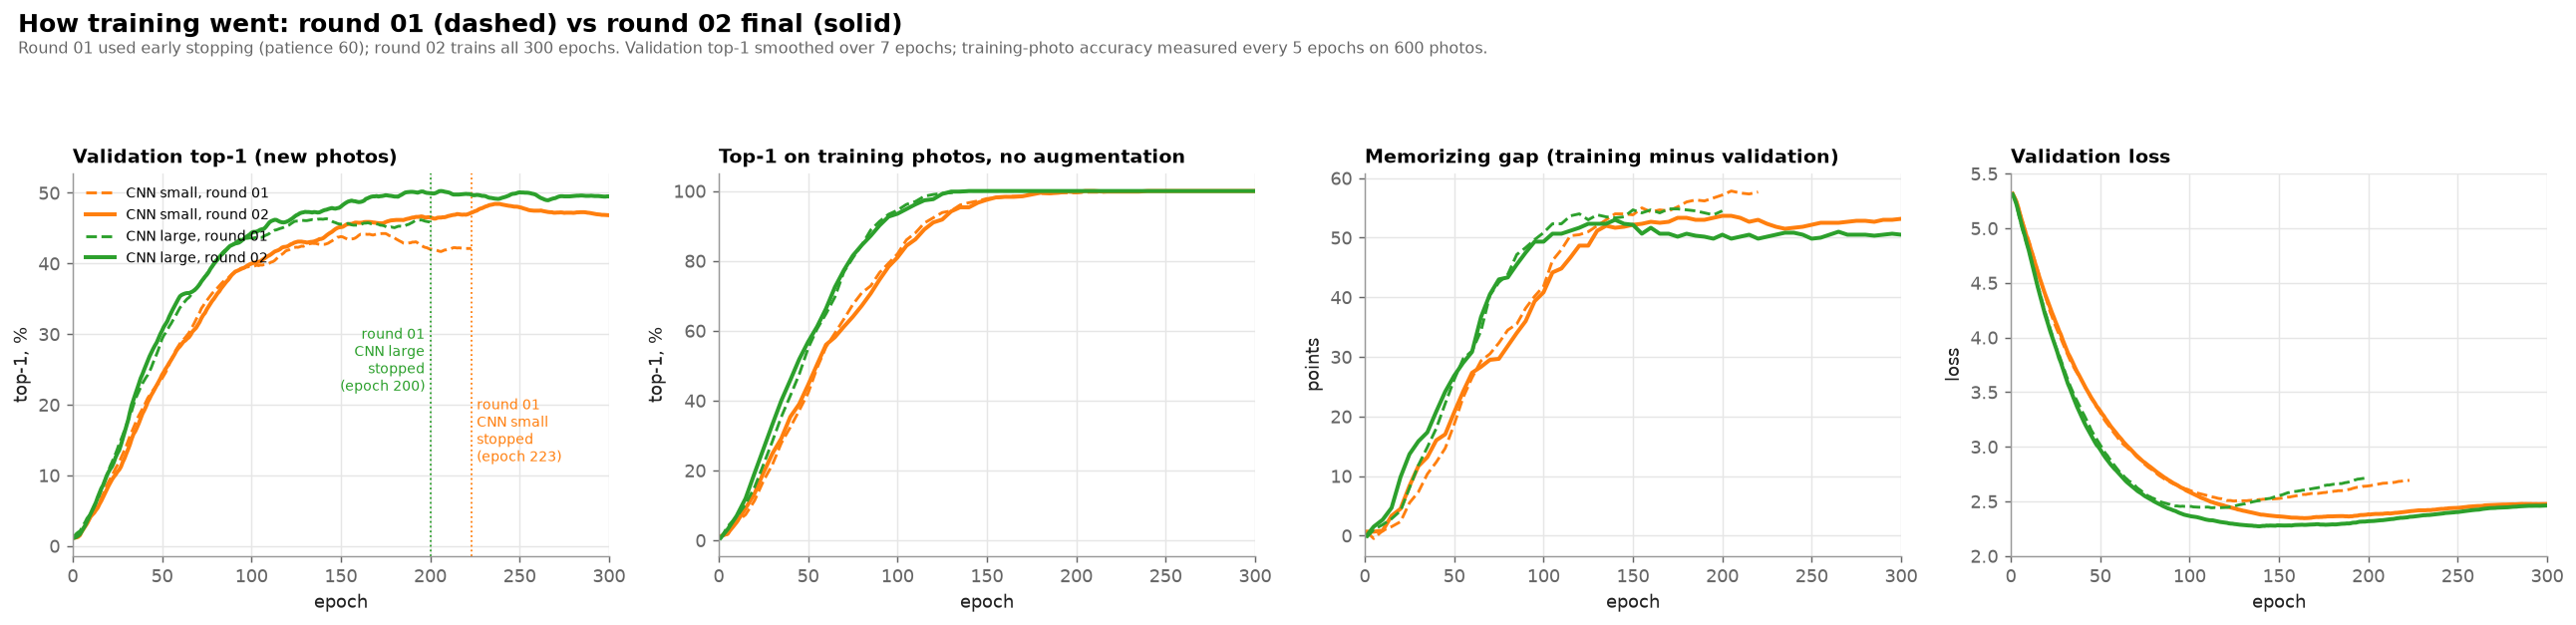 How training went: round 01 (dashed) vs round 02 final (solid)
Round 01 used early stopping (patience 60); round 02 trains all 300 epochs. Validation top-1 smoothed over 7 epochs; training-photo accuracy measured every 5 epochs on 600 photos.
Validation top-1 (new photos)
CNN small, round 01
CNN small, round 02
CNN large, round 01
CNN large, round 02
round 01
CNN large
stopped
(epoch 200)
round 01
CNN small
stopped
(epoch 223)
top-1, %
50
40
30
20
10
0
0 50 100 150 200 250 300
epoch
Top-1 on training photos, no augmentation
top-1, %
100
80
60
40
20
0
0 50 100 150 200 250 300
epoch
Memorizing gap (training minus validation)
points
60
50
40
30
20
10
0
0 50 100 150 200 250 300
epoch
Validation loss
loss
5.5
5.0
4.5
4.0
3.5
3.0
2.5
2.0
0 50 100 150 200 250 300
epoch